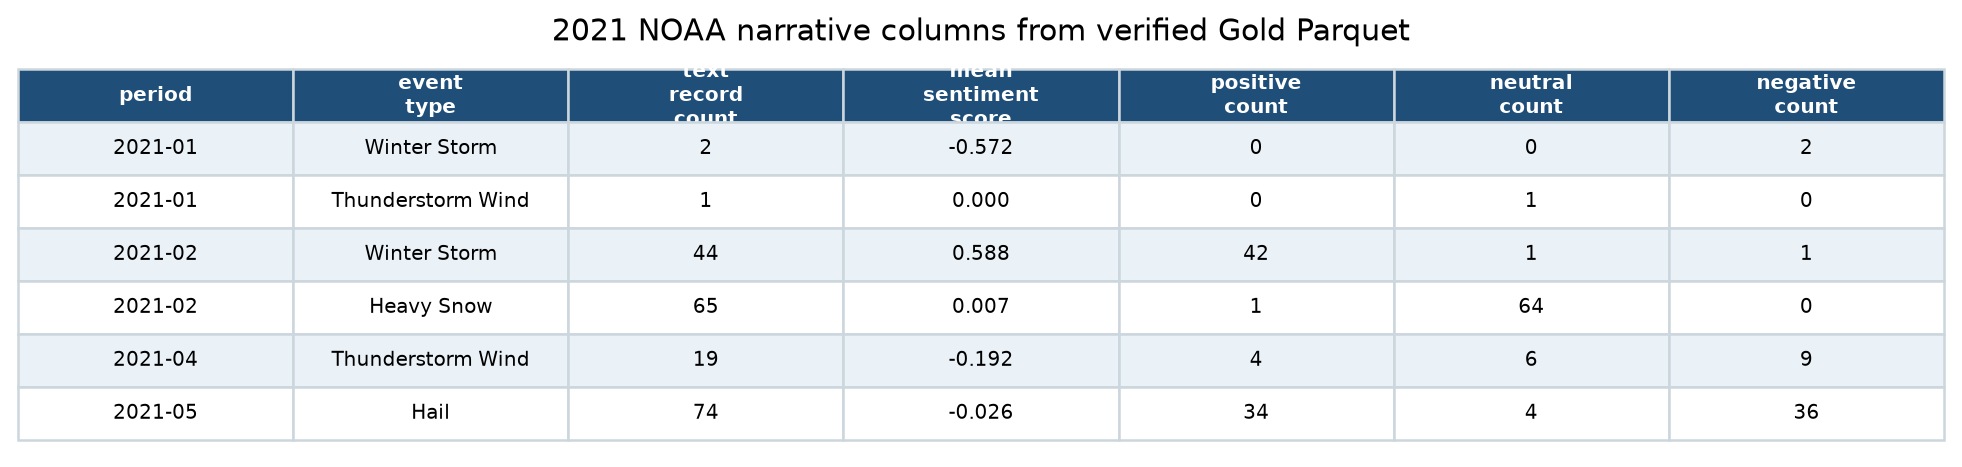 2021 NOAA narrative columns from verified Gold Parquet
period event type text record count mean sentiment score positive count neutral count negative count
2021-01 Winter Storm 2 -0.572 0 0 2
2021-01 Thunderstorm Wind 1 0.000 0 1 0
2021-02 Winter Storm 44 0.588 42 1 1
2021-02 Heavy Snow 65 0.007 1 64 0
2021-04 Thunderstorm Wind 19 -0.192 4 6 9
2021-05 Hail 74 -0.026 34 4 36